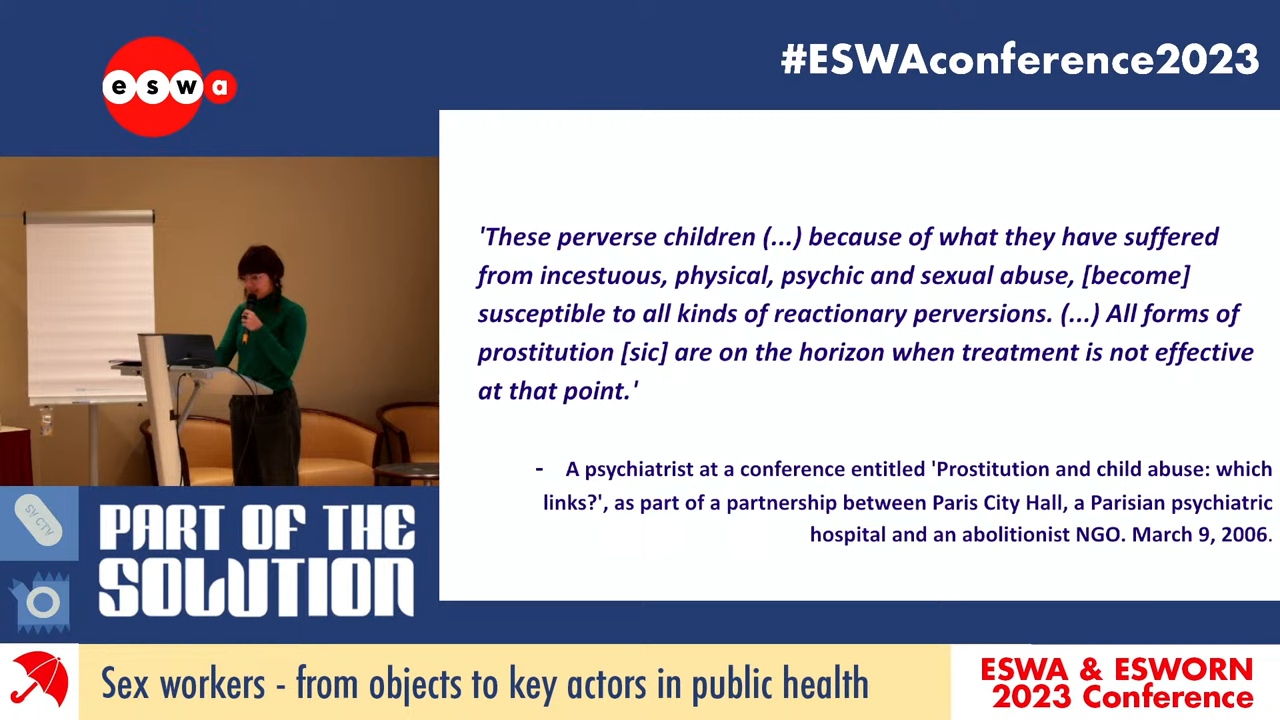 eswa
#ESWAconference2023
'These perverse children (...) because of what they have suffered
from incestuous, physical, psychic and sexual abuse, [become]
susceptible to all kinds of reactionary perversions. (...) All forms of
prostitution [sic] are on the horizon when treatment is not effective
at that point.'
- A psychiatrist at a conference entitled 'Prostitution and child abuse: which
links?', as part of a partnership between Paris City Hall, a Parisian psychiatric
hospital and an abolitionist NGO. March 9, 2006.
PART OF THE
SOLUTION
Sex workers - from objects to key actors in public health
ESWA & ESWORN
2023 Conference